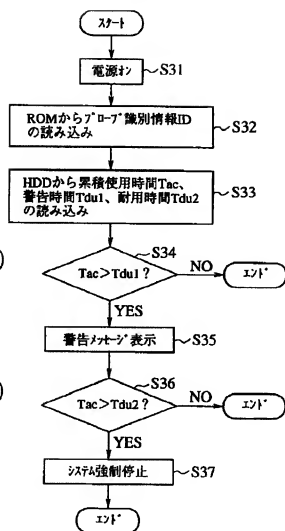 スタート
電源オン
S31
ROMからプローブ識別情報ID
の読み込み
S32
HDDから累積使用時間Tac、
警告時間Tdu1、耐用時間Tdu2
の読み込み
S33
S34
Tac>Tdu1?
NO
エンド
YES
警告メッセージ表示
S35
S36
Tac>Tdu2?
NO
エンド
YES
システム強制停止
S37
エンド